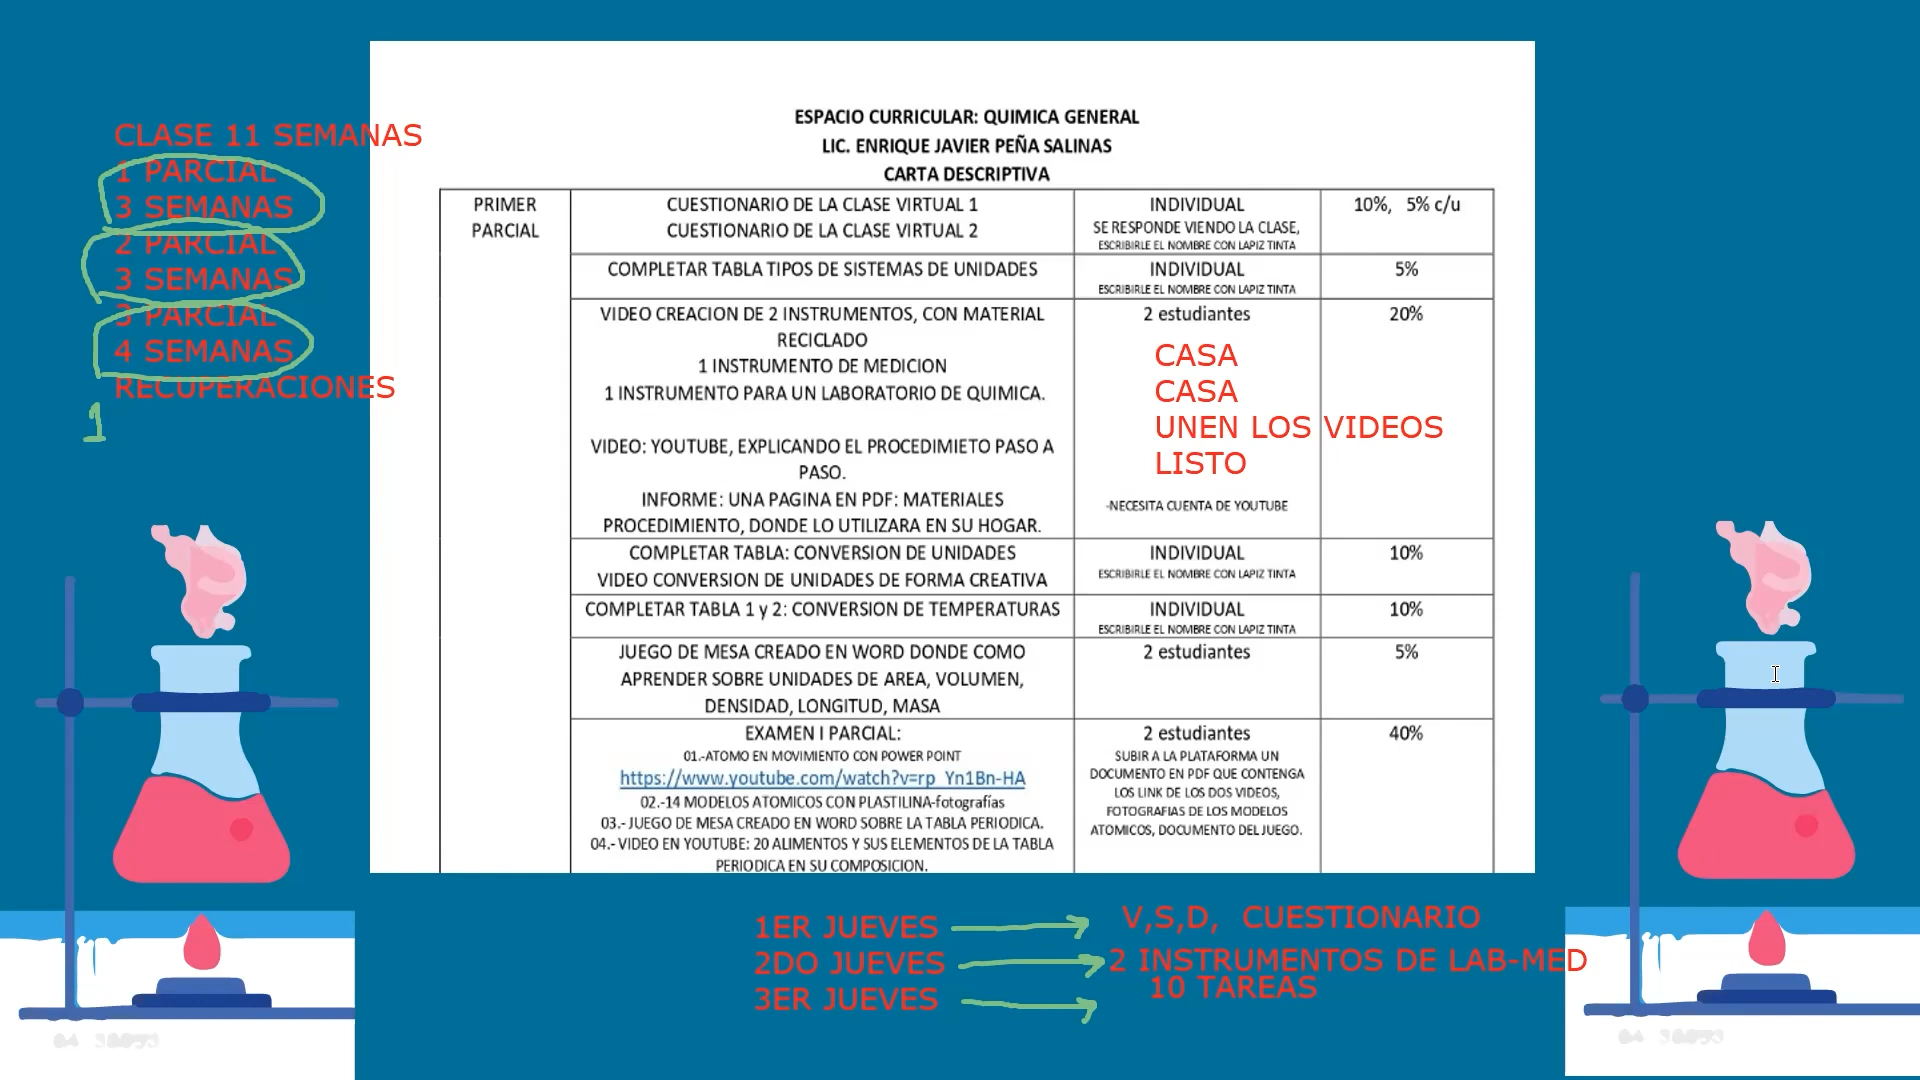 CLASE 11 SEMANAS
1 PARCIAL
3 SEMANAS
2 PARCIAL
3 SEMANAS
3 PARCIAL
4 SEMANAS
RECUPERACIONES
1
ESPACIO CURRICULAR: QUIMICA GENERAL
LIC. ENRIQUE JAVIER PEÑA SALINAS
CARTA DESCRIPTIVA
PRIMER
PARCIAL
CUESTIONARIO DE LA CLASE VIRTUAL 1
CUESTIONARIO DE LA CLASE VIRTUAL 2
INDIVIDUAL
SE RESPONDE VIENDO LA CLASE,
ESCRIBIRLE EL NOMBRE CON LAPIZ TINTA
10%, 5% c/u
COMPLETAR TABLA TIPOS DE SISTEMAS DE UNIDADES
INDIVIDUAL
ESCRIBIRLE EL NOMBRE CON LAPIZ TINTA
5%
VIDEO CREACION DE 2 INSTRUMENTOS, CON MATERIAL
RECICLADO
1 INSTRUMENTO DE MEDICION
1 INSTRUMENTO PARA UN LABORATORIO DE QUIMICA.
VIDEO: YOUTUBE, EXPLICANDO EL PROCEDIMIETO PASO A
PASO.
INFORME: UNA PAGINA EN PDF: MATERIALES
PROCEDIMIENTO, DONDE LO UTILIZARA EN SU HOGAR.
2 estudiantes
CASA
CASA
UNEN LOS VIDEOS
LISTO
-NECESITA CUENTA DE YOUTUBE
20%
COMPLETAR TABLA: CONVERSION DE UNIDADES
VIDEO CONVERSION DE UNIDADES DE FORMA CREATIVA
INDIVIDUAL
ESCRIBIRLE EL NOMBRE CON LAPIZ TINTA
10%
COMPLETAR TABLA 1 y 2: CONVERSION DE TEMPERATURAS
INDIVIDUAL
ESCRIBIRLE EL NOMBRE CON LAPIZ TINTA
10%
JUEGO DE MESA CREADO EN WORD DONDE COMO
APRENDER SOBRE UNIDADES DE AREA, VOLUMEN,
DENSIDAD, LONGITUD, MASA
2 estudiantes
5%
EXAMEN I PARCIAL:
01.-ATOMO EN MOVIMIENTO CON POWER POINT
https://www.youtube.com/watch?v=rp_Yn1Bn-HA
02.-14 MODELOS ATOMICOS CON PLASTILINA-fotografías
03.- JUEGO DE MESA CREADO EN WORD SOBRE LA TABLA PERIODICA.
04.- VIDEO EN YOUTUBE: 20 ALIMENTOS Y SUS ELEMENTOS DE LA TABLA
PERIODICA EN SU COMPOSICION.
2 estudiantes
SUBIR A LA PLATAFORMA UN
DOCUMENTO EN PDF QUE CONTENGA
LOS LINK DE LOS DOS VIDEOS,
FOTOGRAFIAS DE LOS MODELOS
ATOMICOS, DOCUMENTO DEL JUEGO.
40%
1ER JUEVES
V,S,D, CUESTIONARIO
2DO JUEVES
2 INSTRUMENTOS DE LAB-MED
3ER JUEVES
10 TAREAS